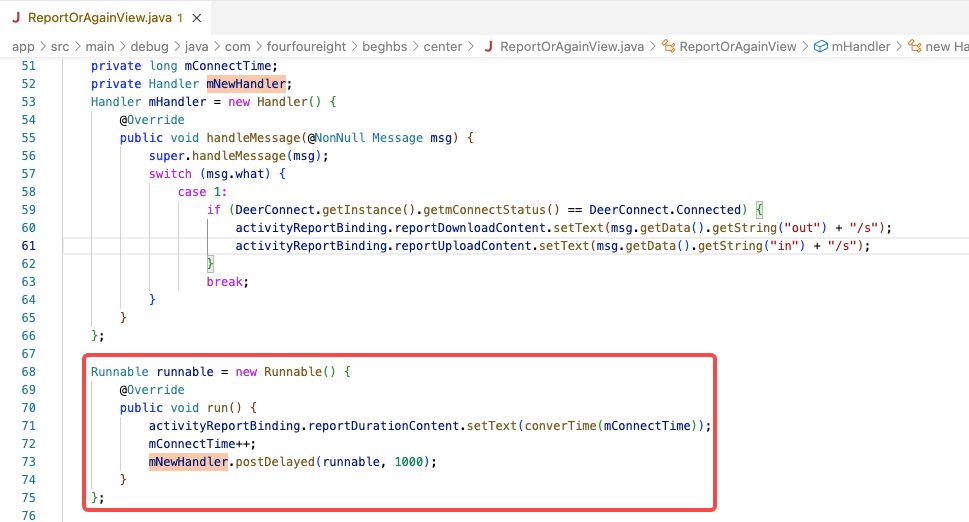 J ReportOrAgainView.java 1 ×
app > src > main > debug > java > com > fourfoureight > beghbs > center > J ReportOrAgainView.java > ReportOrAgainView > mHandler > new Ha
51 private long mConnectTime;
52 private Handler mNewHandler;
53 Handler mHandler = new Handler() {
54 @Override
55 public void handleMessage(@NonNull Message msg) {
56 super.handleMessage(msg);
57 switch (msg.what) {
58 case 1:
59 if (DeerConnect.getInstance().getmConnectStatus() == DeerConnect.Connected) {
60 activityReportBinding.reportDownloadContent.setText(msg.getData().getString("out") + "/s");
61 activityReportBinding.reportUploadContent.setText(msg.getData().getString("in") + "/s");
62 }
63 break;
64 }
65 }
66 };
67
68 Runnable runnable = new Runnable() {
69 @Override
70 public void run() {
71 activityReportBinding.reportDurationContent.setText(converTime(mConnectTime));
72 mConnectTime++;
73 mNewHandler.postDelayed(runnable, 1000);
74 }
75 };
76